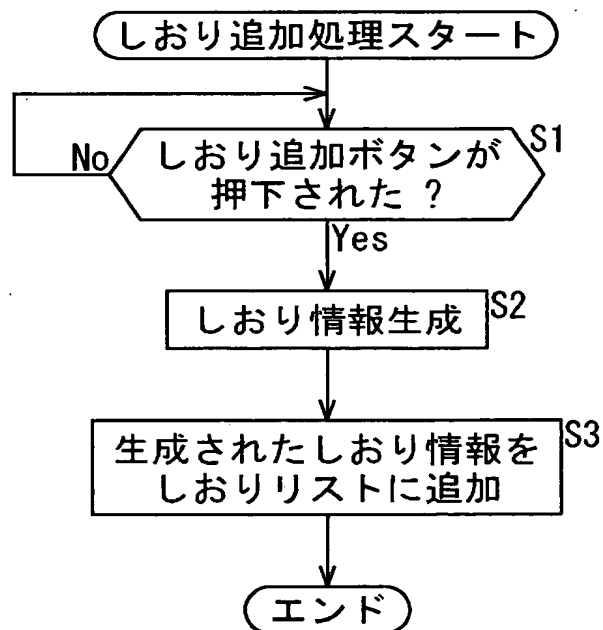 しおり追加処理スタート
No
しおり追加ボタンが
押下された ?
S1
Yes
しおり情報生成
S2
生成されたしおり情報を
しおりリストに追加
S3
エンド